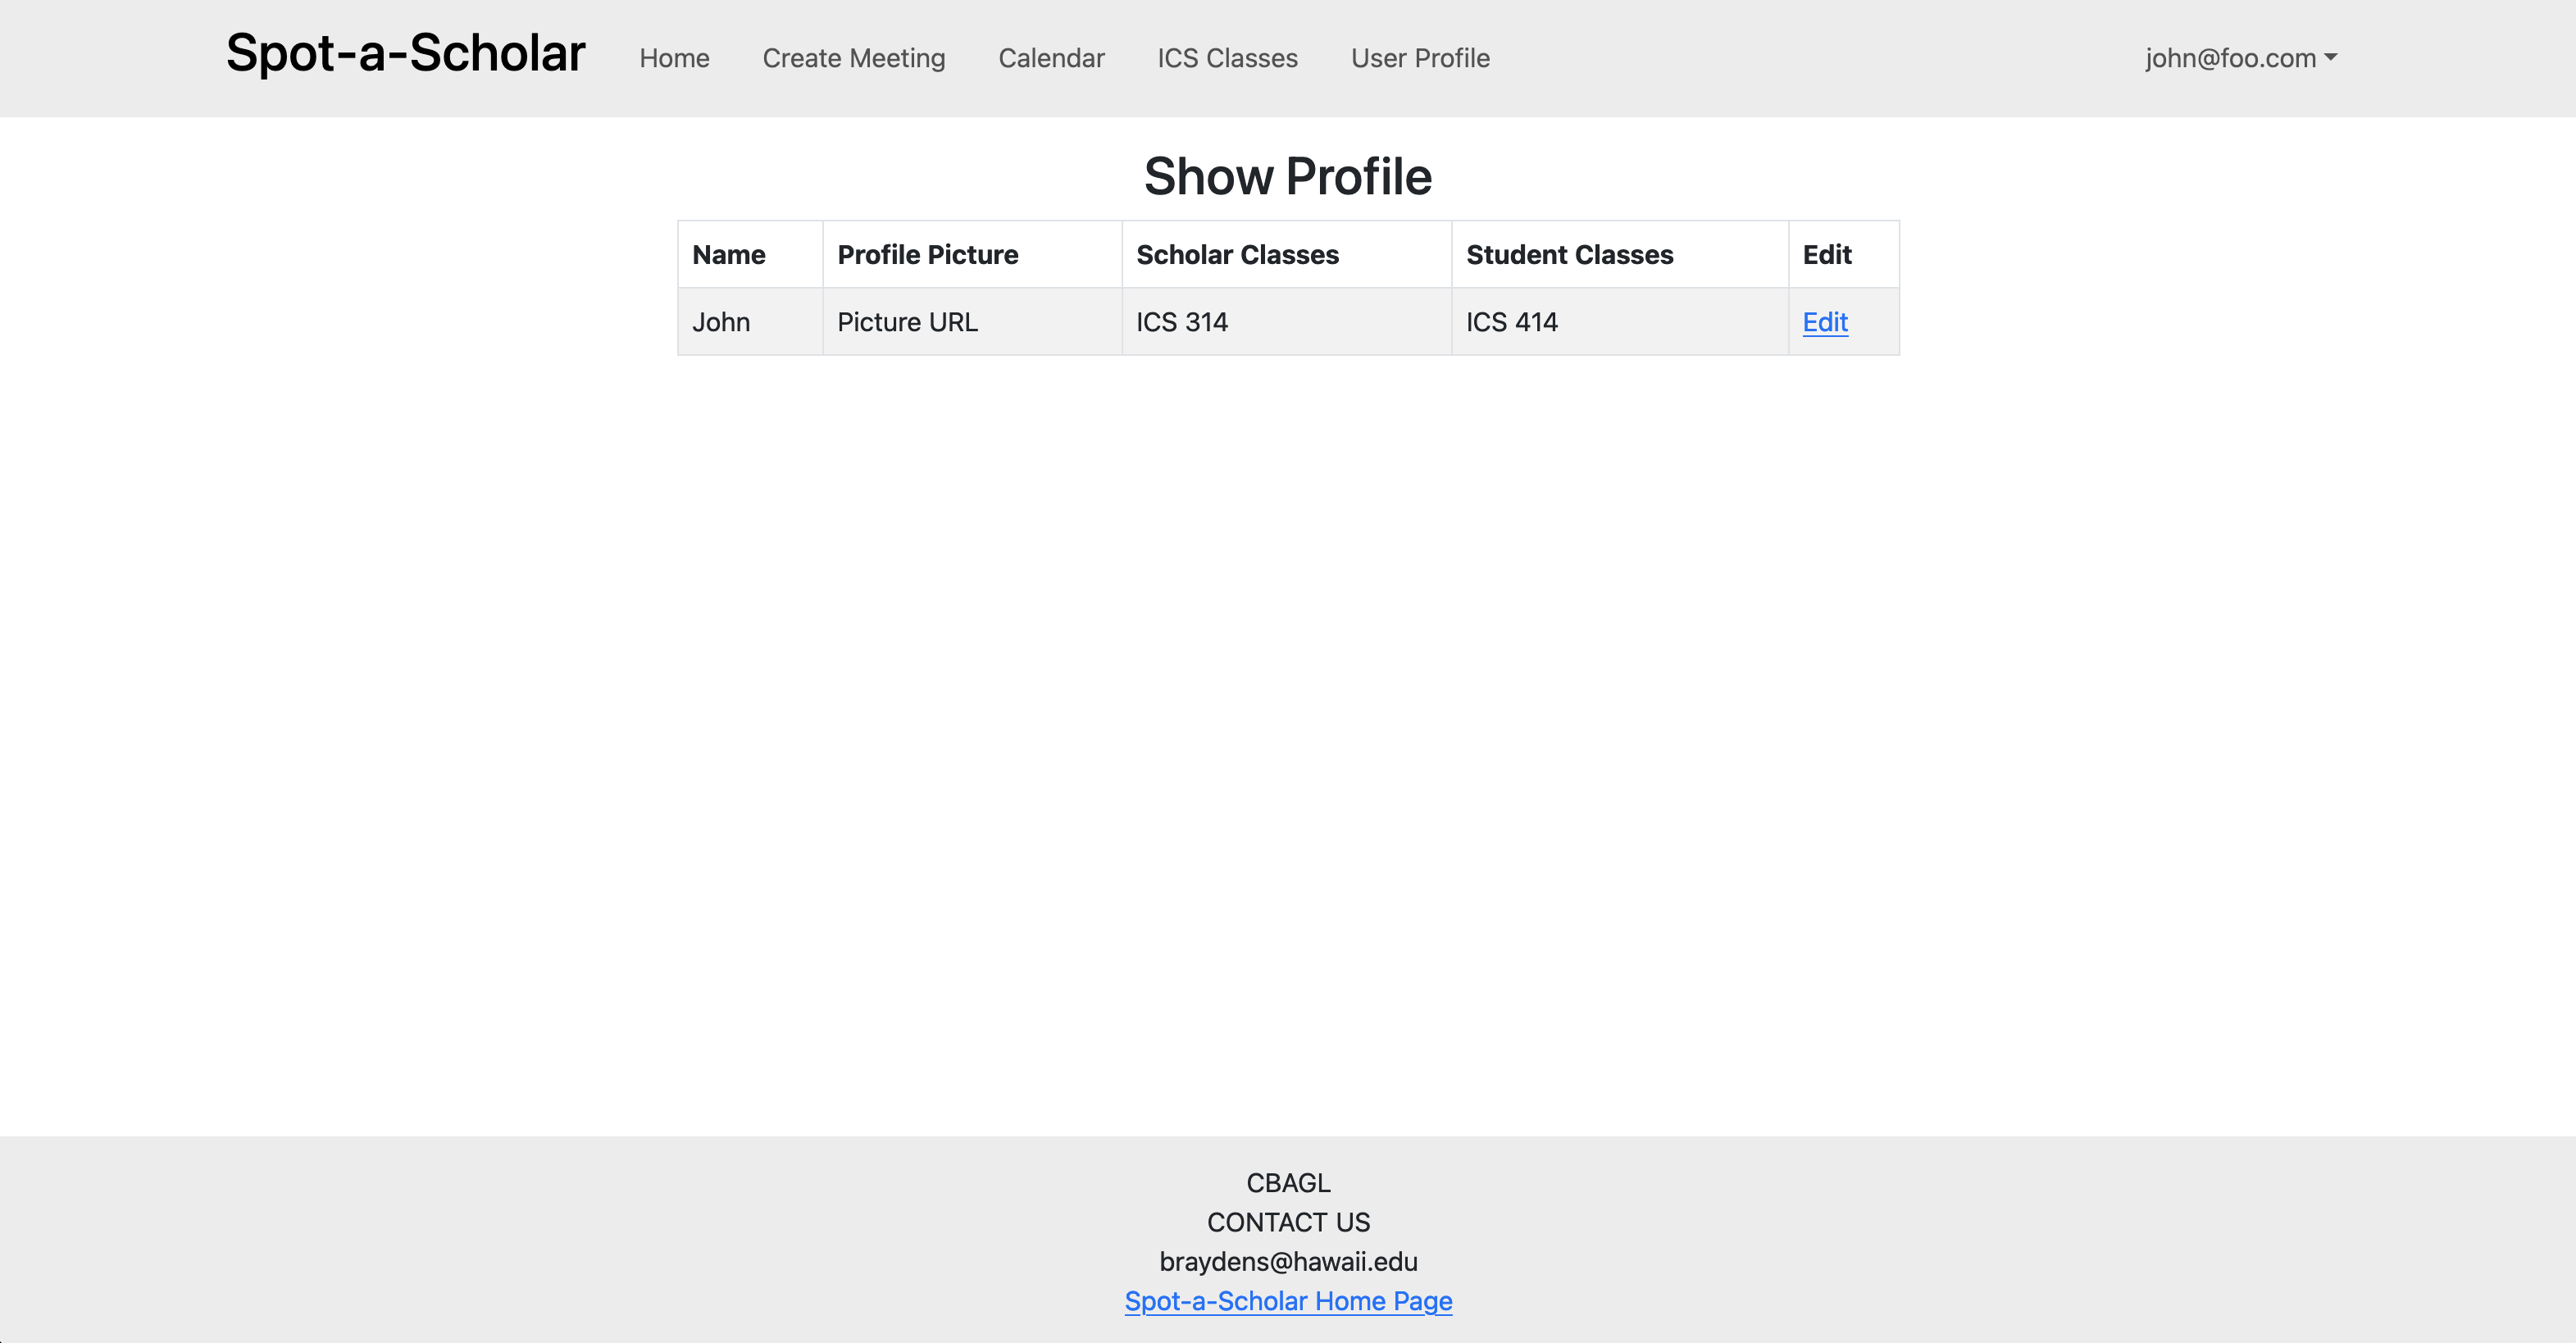 Spot-a-Scholar Home Create Meeting Calendar ICS Classes User Profile john@foo.com
Show Profile
Name Profile Picture Scholar Classes Student Classes Edit
John Picture URL ICS 314 ICS 414 Edit
CBAGL
CONTACT US
braydens@hawaii.edu
Spot-a-Scholar Home Page